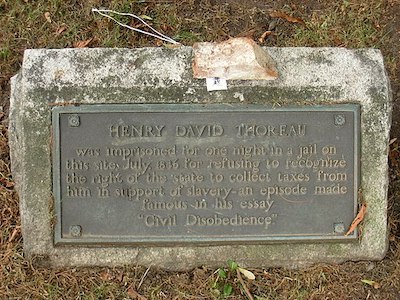 HENRY DAVID THOREAU
was imprisoned for one night in a jail on
this site, July 1846 for refusing to recognize
the right of the state to collect taxes from
him in support of slavery-an episode made
famous in his essay
"Civil Disobedience"